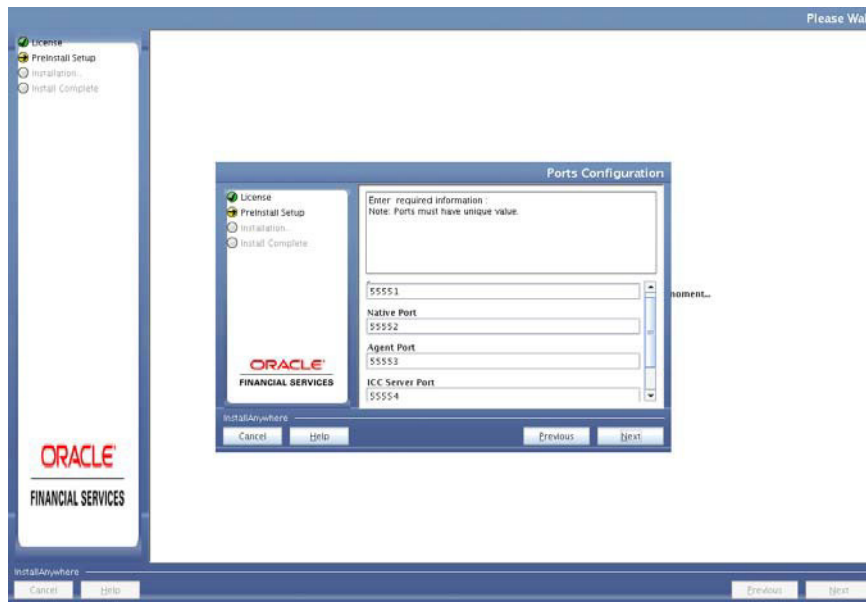 Please Wai
License
Preinstall Setup
Installation...
Install Complete
Ports Configuration
License
Preinstall Setup
Installation...
Install Complete
Enter required information :
Note: Ports must have unique value.
55551
Native Port
55552
Agent Port
55553
ICC Server Port
55554
ORACLE
FINANCIAL SERVICES
InstallAnywhere
Cancel
Help
Previous
Next
moment...
ORACLE
FINANCIAL SERVICES
InstallAnywhere
Cancel
Help
Previous
Next